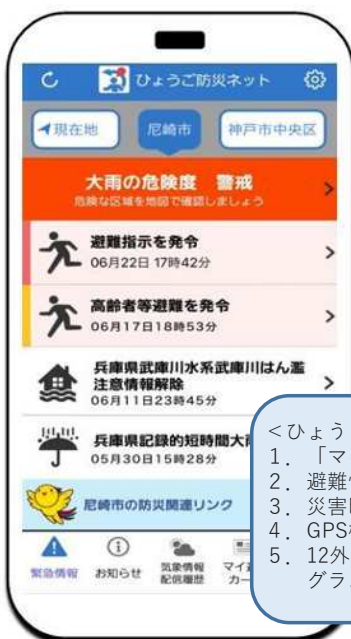 ひょうご防災ネット
現在地
尼崎市
神戸市中央区
大雨の危険度 警戒
危険な区域を地図で確認しましょう
避難指示を発令
06月22日 17時42分
高齢者等避難を発令
06月17日18時53分
兵庫県武庫川水系武庫川はん濫
注意情報解除
06月11日23時45分
兵庫県記録的短時間大
05月30日15時28分
尼崎市の防災関連リンク
緊急情報
お知らせ
気象情報
配信履歴
マイ
カー
<ひょう
1. 「マ
2. 避難
3. 災害
4. GPS
5. 12外
グラ